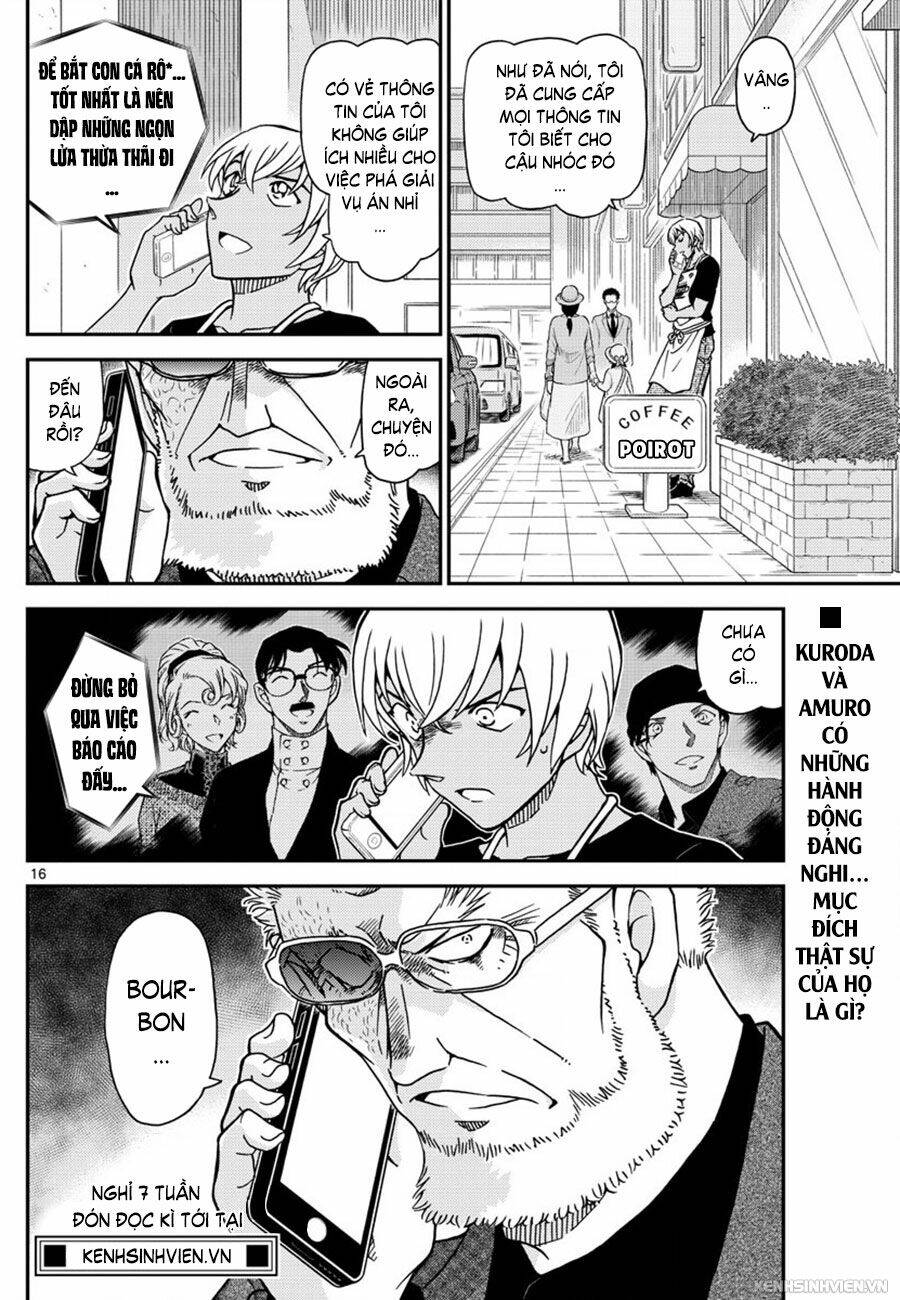 VÂNG
..
NHƯ ĐÃ NÓI, TÔI
ĐÃ CUNG CẤP
MỌI THÔNG TIN
TÔI BIẾT CHO
CẬU NHÓC ĐÓ
...
COFFEE
POIROT
CÓ VẺ THÔNG
TIN CỦA TÔI
KHÔNG GIÚP
ÍCH NHIỀU CHO
VIỆC PHÁ GIẢI
VỤ ÁN NHỈ
...
ĐỂ BẮT CON CÁ RÔ*...
TỐT NHẤT LÀ NÊN
DẬP NHỮNG NGỌN
LỬA THỪA THÃI ĐI
...
NGOÀI
RA,
CHUYỆN
ĐÓ...
ĐẾN
ĐÂU
RỒI?
CHƯA
CÓ
GÌ...
ĐỪNG BỎ
QUA VIỆC
BÁO CÁO
ĐẤY...
KURODA
VÀ
AMURO
CÓ
NHỮNG
HÀNH
ĐỘNG
ĐÁNG
NGHI...
MỤC
ĐÍCH
THẬT SỰ
CỦA HỌ
LÀ GÌ?
16
BOUR-
BON
...
NGHỈ 7 TUẦN
ĐÓN ĐỌC KÌ TỚI TẠI
KENHSINHVIEN.VN
KENHSINHVIEN.VN